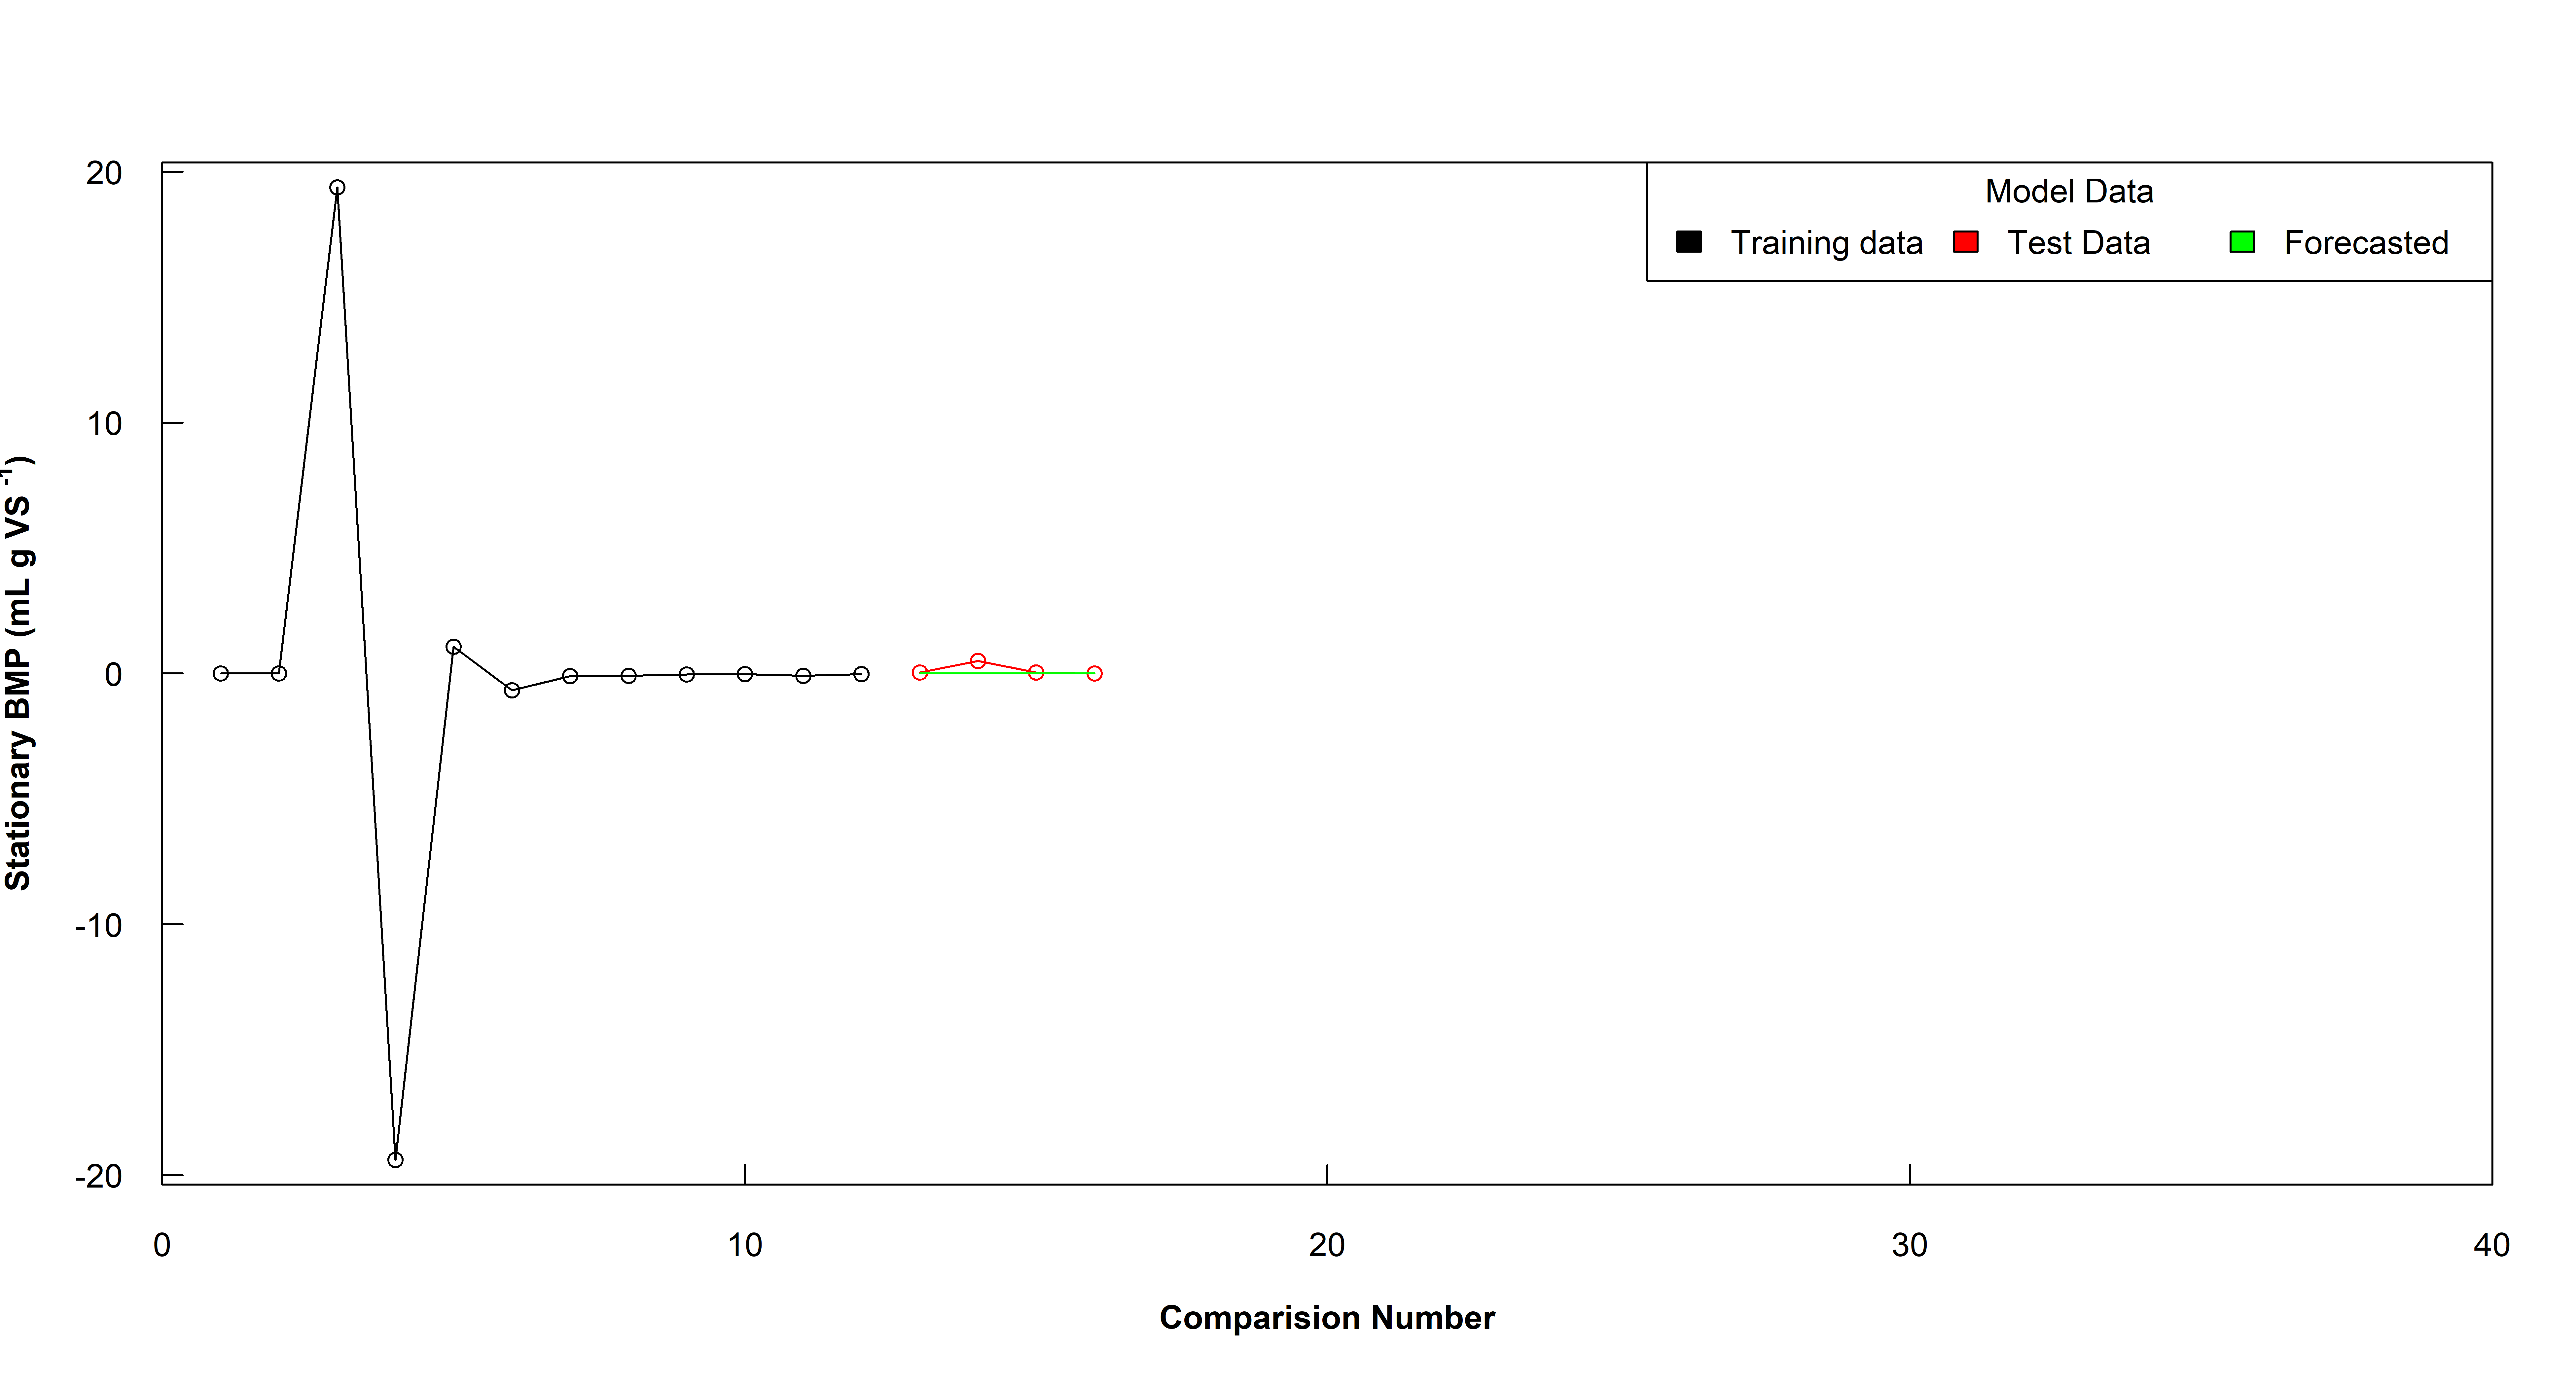 Model Data
Training data Test Data Forecasted
20
10
0
-10
-20
Stationary BMP (mL g VS -1)
0 10 20 30 40
Comparision Number